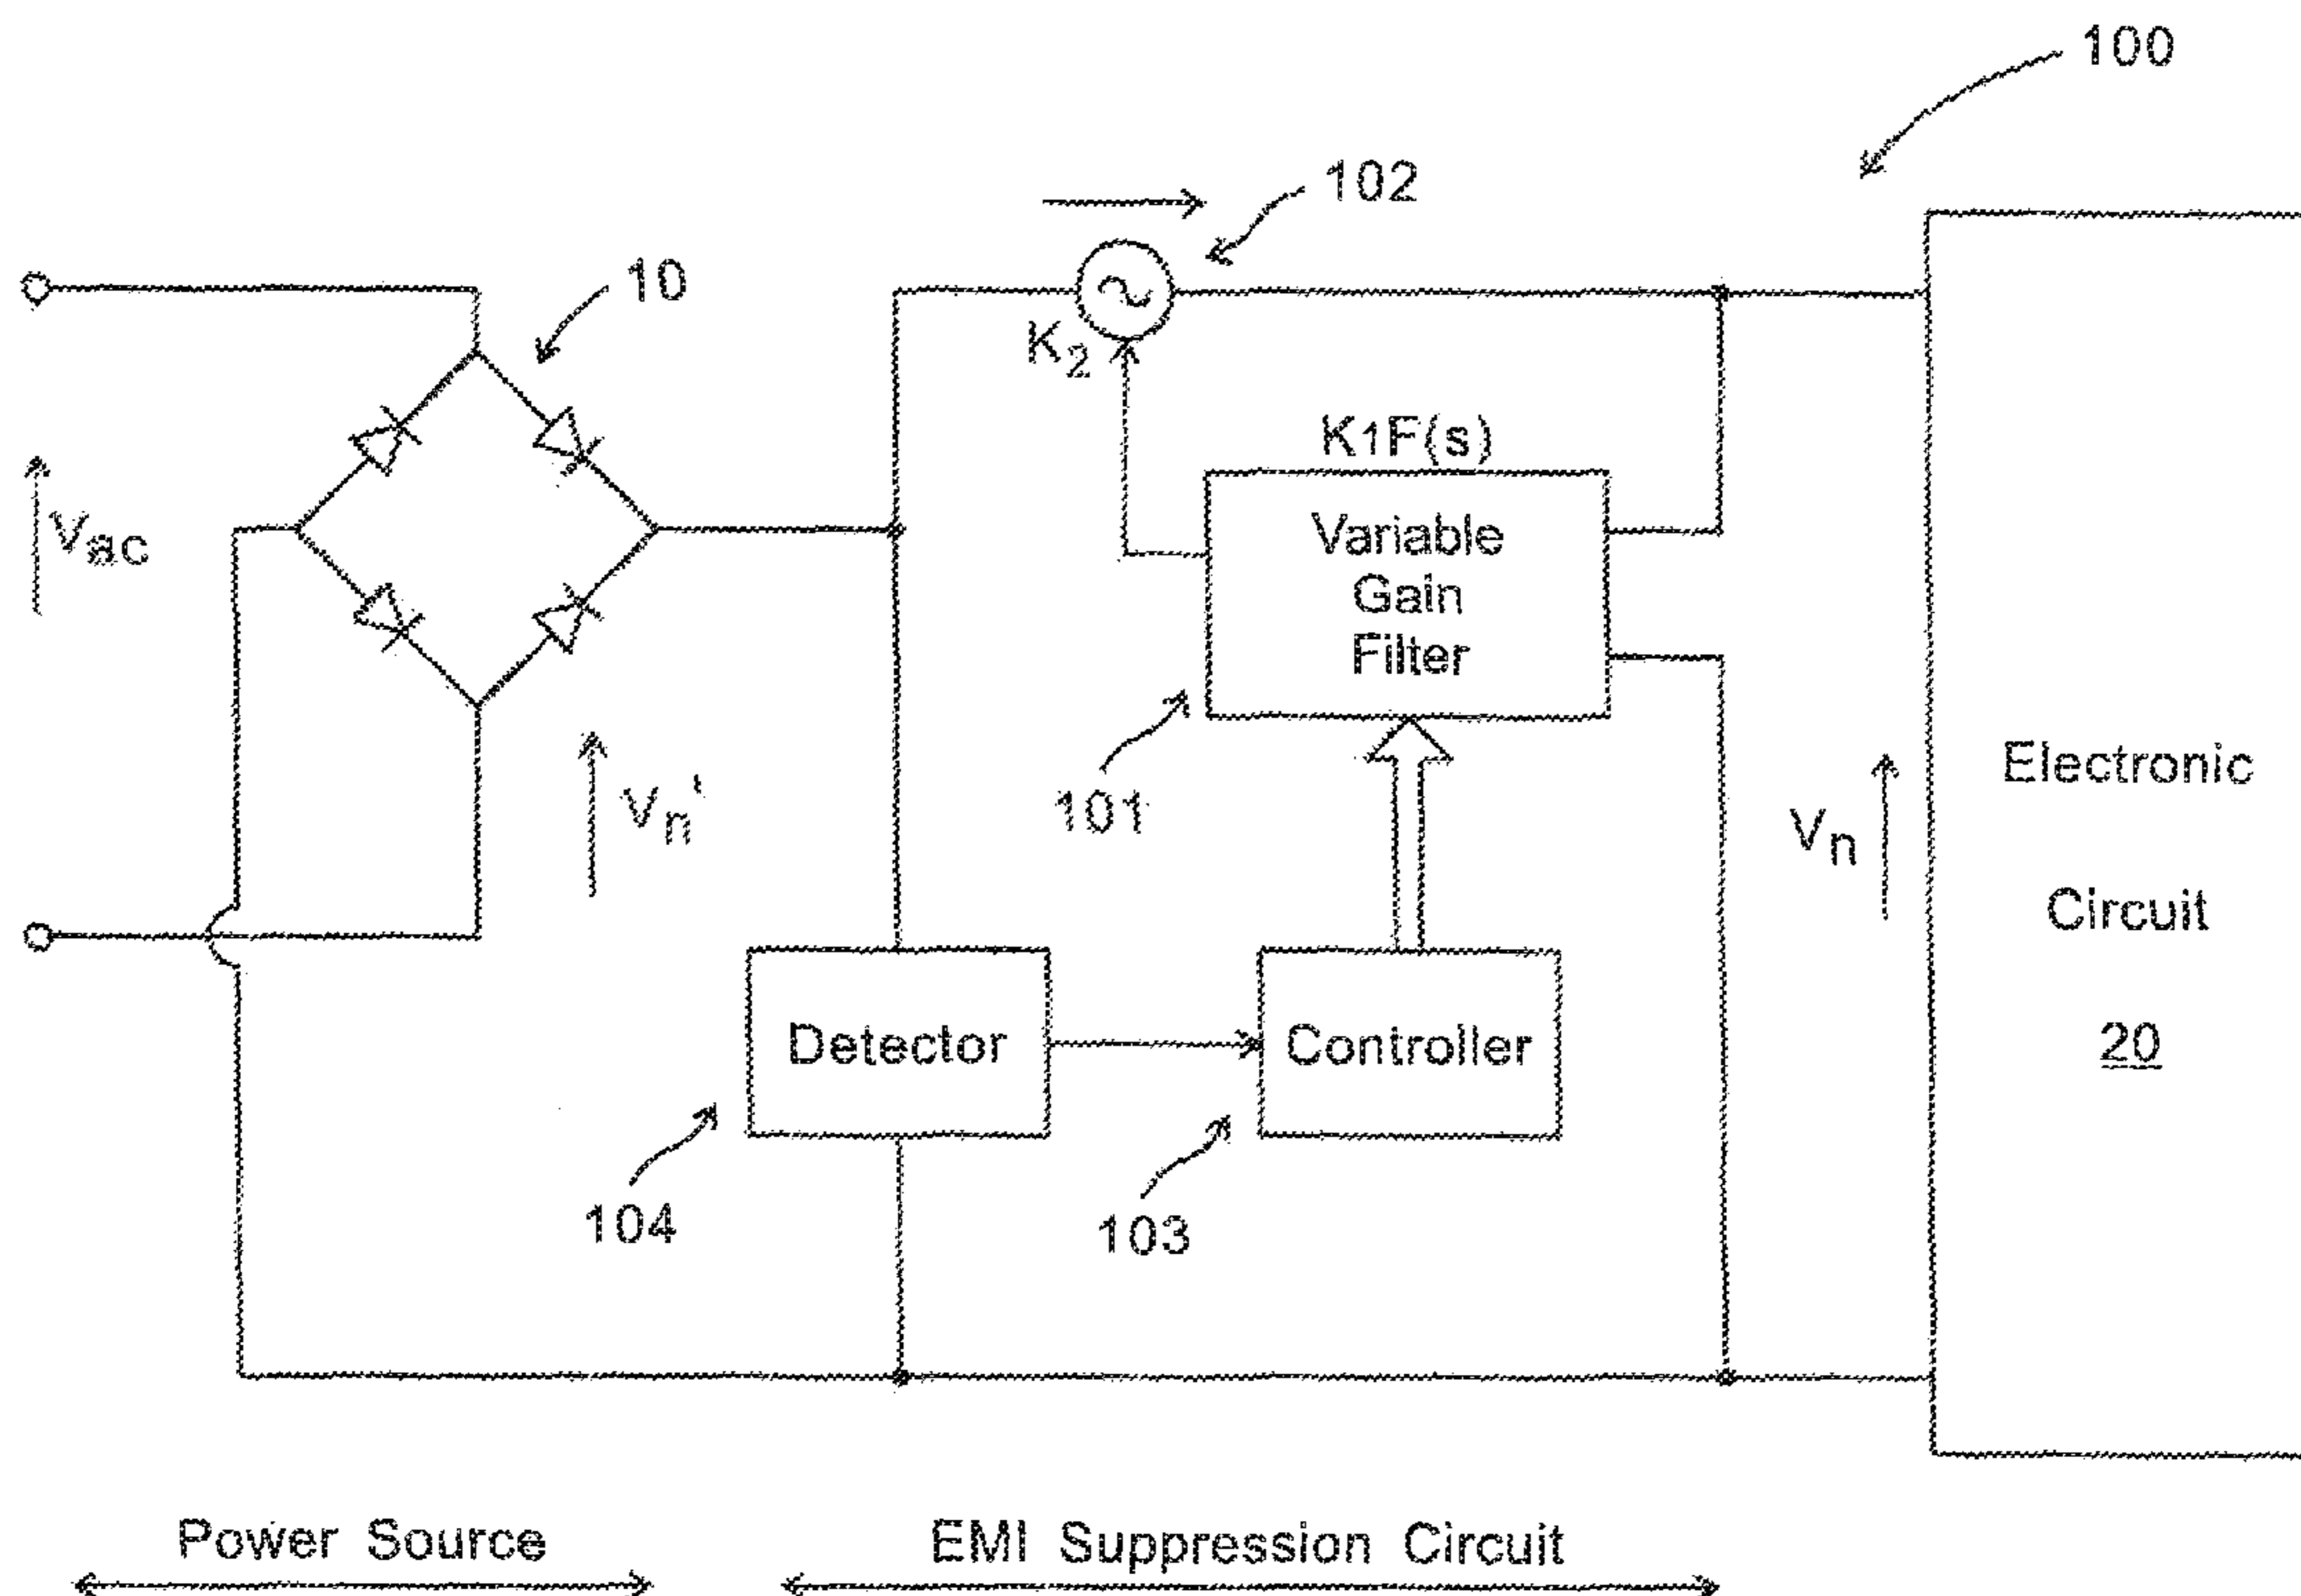 100
102
10
K2
K1F(s)
Vac
Variable
Gain
Filter
Vn'
101
Vn
Electronic
Circuit
20
Detector
Controller
104
103
Power Source
EMI Suppression Circuit